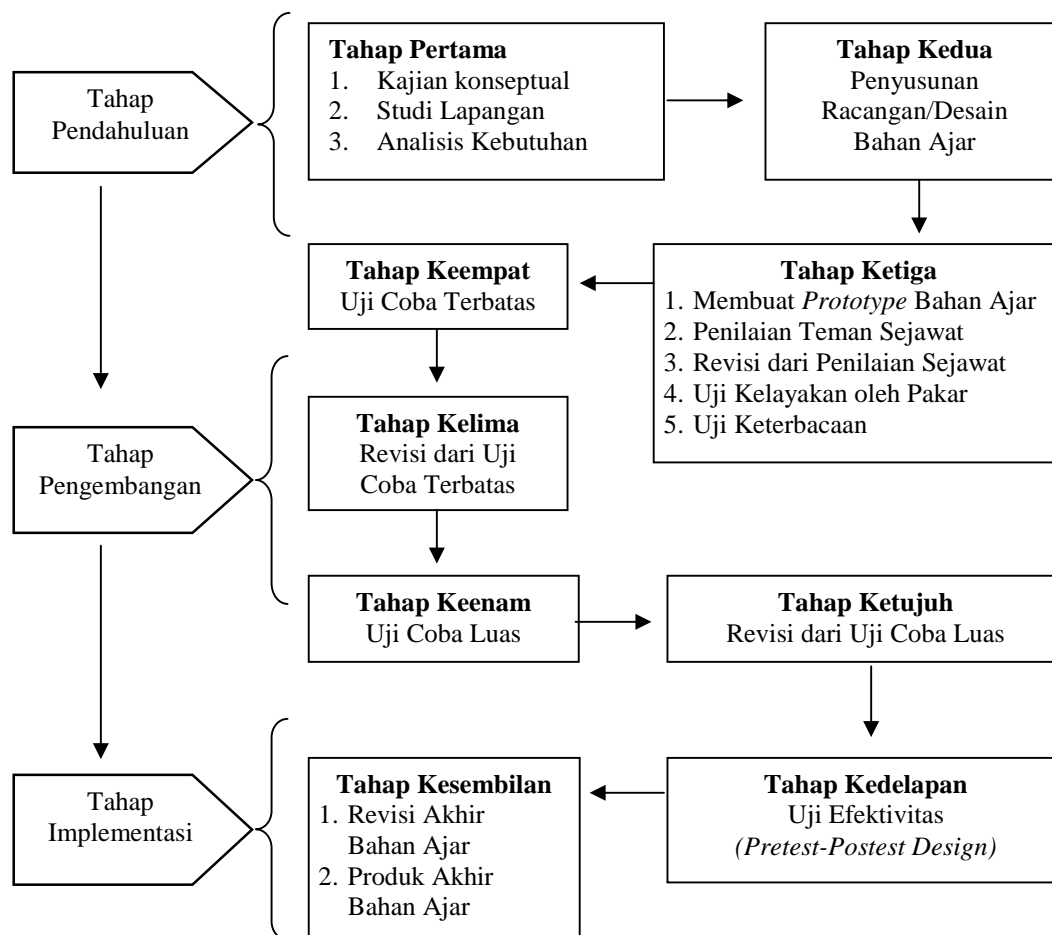 Tahap
Pendahuluan
Tahap Pertama
1. Kajian konseptual
2. Studi Lapangan
3. Analisis Kebutuhan
Tahap Kedua
Penyusunan
Racangan/Desain
Bahan Ajar
Tahap Keempat
Uji Coba Terbatas
Tahap Ketiga
1. Membuat Prototype Bahan Ajar
2. Penilaian Teman Sejawat
3. Revisi dari Penilaian Sejawat
4. Uji Kelayakan oleh Pakar
5. Uji Keterbacaan
Tahap
Pengembangan
Tahap Kelima
Revisi dari Uji
Coba Terbatas
Tahap Keenam
Uji Coba Luas
Tahap Ketujuh
Revisi dari Uji Coba Luas
Tahap
Implementasi
Tahap Kesembilan
1. Revisi Akhir
Bahan Ajar
2. Produk Akhir
Bahan Ajar
Tahap Kedelapan
Uji Efektivitas
(Pretest-Postest Design)